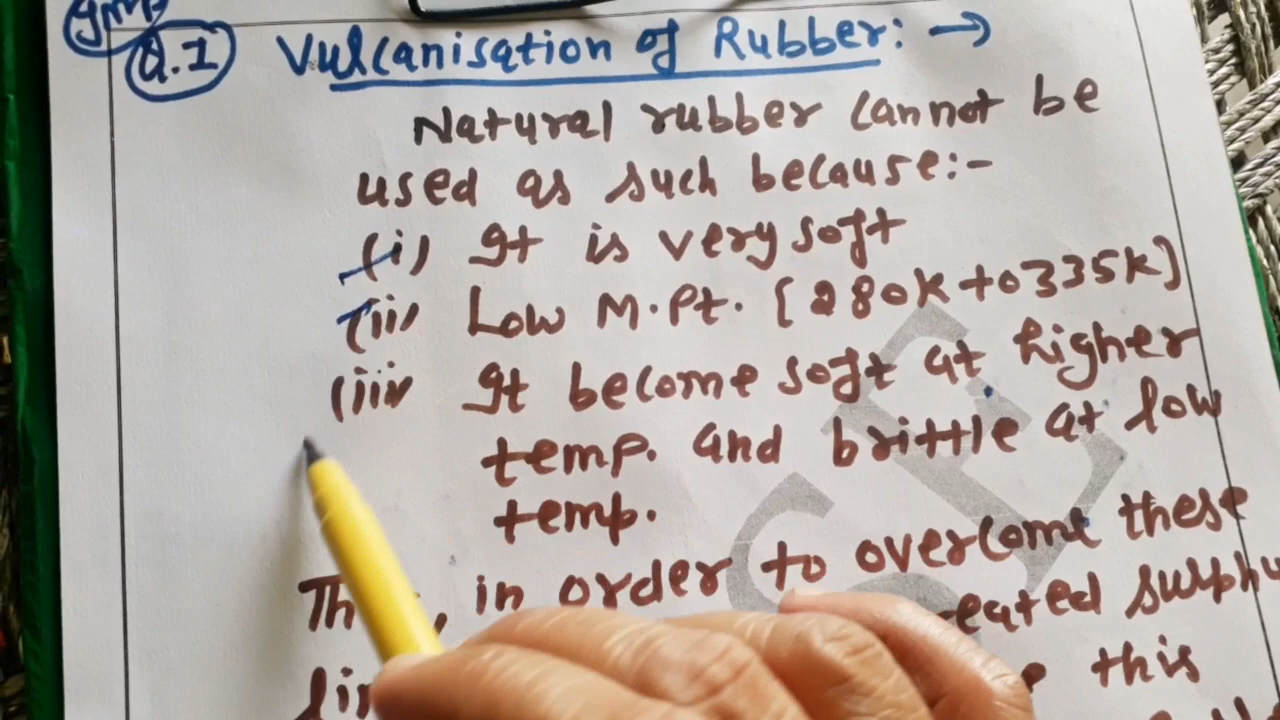 Imp
Q.1 Vulcanisation of Rubber: →
Natural rubber cannot be
used as such because:-
(i) It is very soft
(ii) Low M.Pt. [280K to 335K]
(iii) It become soft at higher
temp. and brittle at low
temp.
in order to overcome these
this